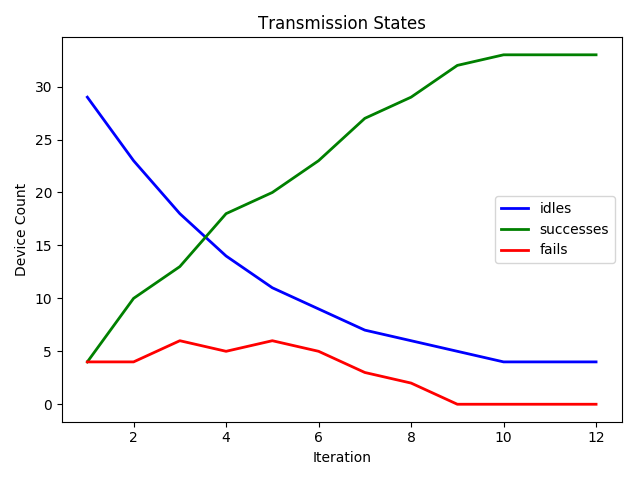 Transmission States
Device Count
30
25
20
15
10
5
0
idles
successes
fails
2 4 6 8 10 12
Iteration